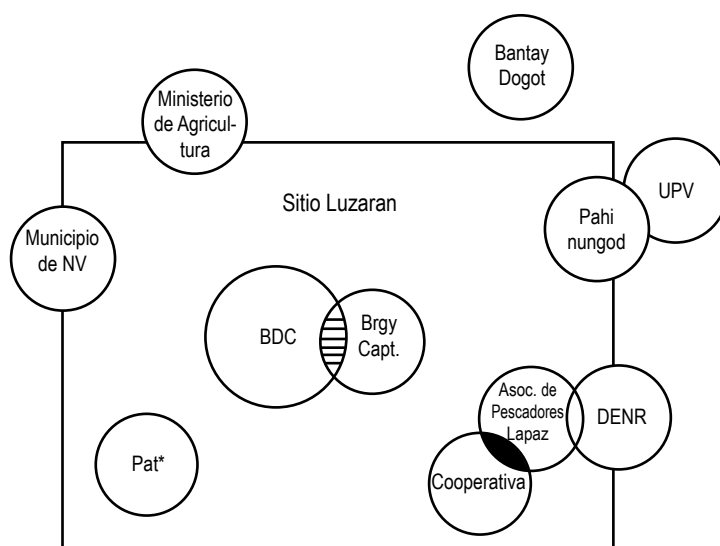 Bantay
Dogot
Ministerio
de Agricul-
tura
UPV
Sitio Luzaran
Pahi
nungod
Municipio
de NV
BDC
Brgy
Capt.
Asoc. de
Pescadores
Lapaz
DENR
Pat*
Cooperativa